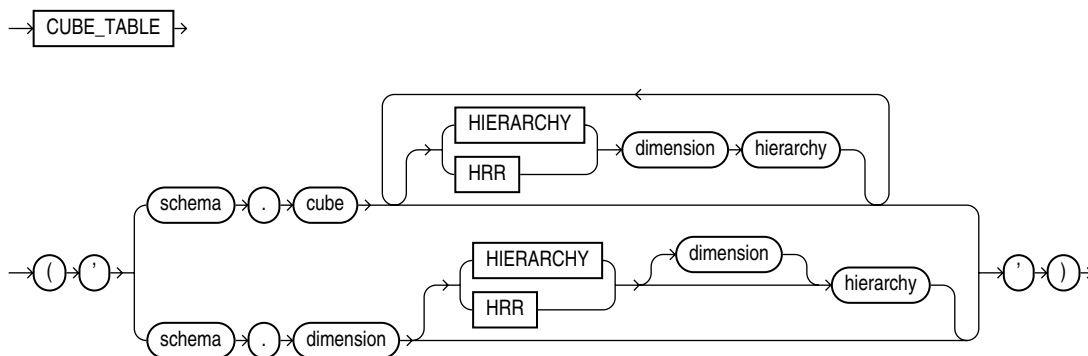 CUBE_TABLE
HIERARCHY
HRR
dimension hierarchy
schema . cube
( '
HIERARCHY
HRR
dimension
hierarchy
' )
schema . dimension